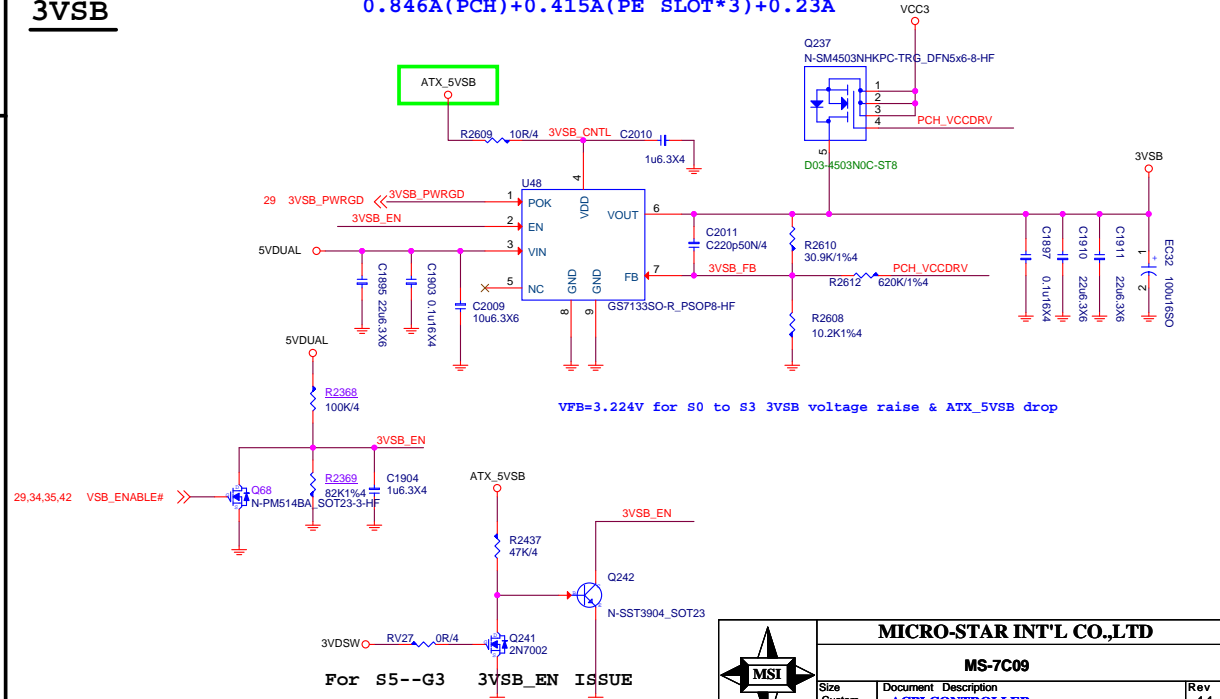 3VSB
0.846A(PCH)+0.415A(PE SLOT*3)+0.23A
VCC3
Q237
N-SM4503NHKPC-TRG_DFN5x6-8-HF
1
2
3
4
PCH_VCCDRV
5
D03-4503N0C-ST8
ATX_5VSB
R2609 10R/4 3VSB_CNTL C2010
1u6.3X4
3VSB
U48
4
29 3VSB_PWRGD 3VSB_PWRGD 1 POK
3VSB_EN 2 EN
VDD
VOUT 6
5VDUAL 3 VIN
5 NC
GND
GND
FB 7 3VSB_FB
8
9
GS7133SO-R_PSOP8-HF
C1895 22u6.3X6
C1903 0.1u16X4
C2009
10u6.3X6
C2011
C220p50N/4
R2610
30.9K/1%4
R2612 620K/1%4
PCH_VCCDRV
R2608
10.2K1%4
C1897 0.1u16X4
C1910 22u6.3X6
C1911 22u6.3X6
EC32 100u16SO
1
+
2
VFB=3.224V for S0 to S3 3VSB voltage raise & ATX_5VSB drop
5VDUAL
R2368
100K/4
3VSB_EN
29,34,35,42 VSB_ENABLE#
Q68
N-PM514BA_SOT23-3-HF
R2369
82K1%4
C1904
1u6.3X4
ATX_5VSB
R2437
47K/4
3VSB_EN
Q242
N-SST3904_SOT23
3VDSW RV27 0R/4
Q241
2N7002
For S5--G3 3VSB_EN ISSUE
MSI
MICRO-STAR INT'L CO.,LTD
MS-7C09
Size
Document Description
Rev